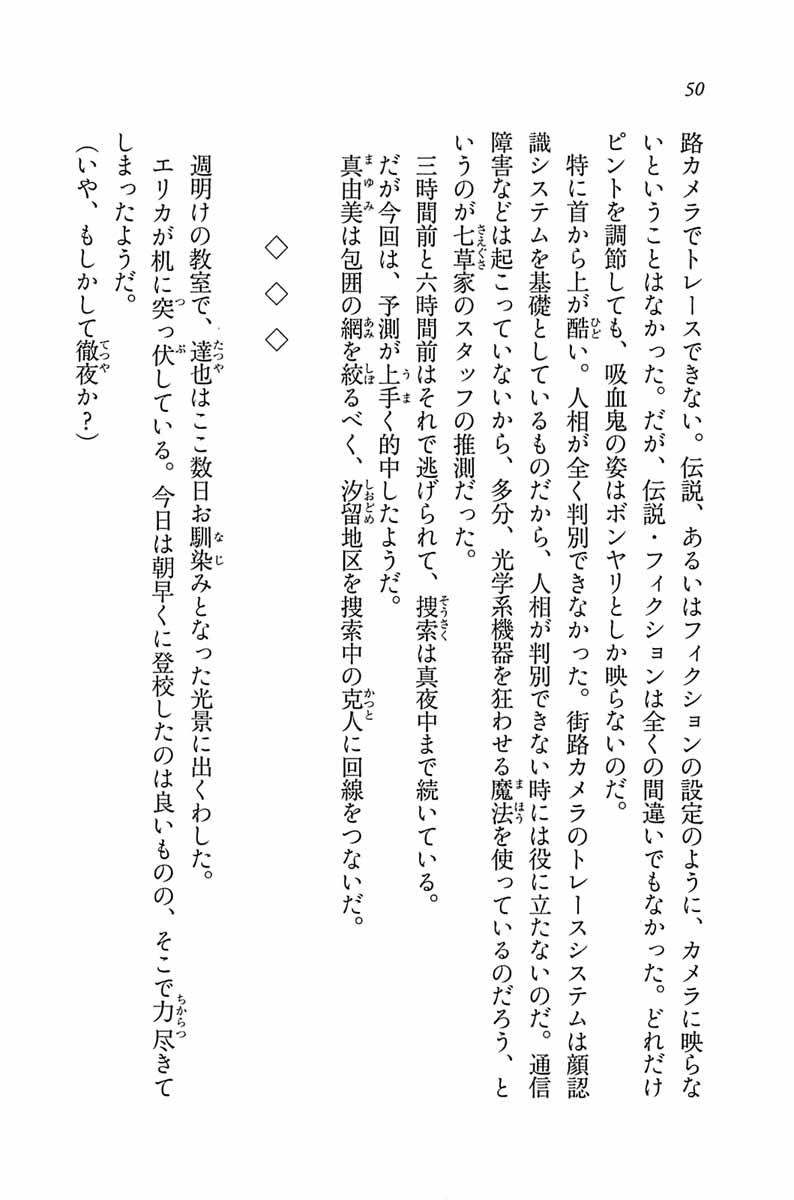 50
路カメラでトレースできない。伝説、あるいはフィクションの設定のように、カメラに映らな
いということはなかった。だが、伝説・フィクションは全くの間違いでもなかった。どれだけ
ピントを調節しても、吸血鬼の姿はボンヤリとしか映らないのだ。
特に首から上が酷い。人相が全く判別できなかった。街路カメラのトレースシステムは顔認
識システムを基礎としているものだから、人相が判別できない時には役に立たないのだ。通信
障害などは起こっていないから、多分、光学系機器を狂わせる魔法を使っているのだろう、と
いうのが七草家のスタッフの推測だった。
三時間前と六時間前はそれで逃げられて、捜索は真夜中まで続いている。
だが今回は、予測が上手く的中したようだ。
真由美は包囲の網を絞るべく、汐留地区を捜索中の克人に回線をつないだ。
◇ ◇ ◇
週明けの教室で、達也はここ数日お馴染みとなった光景に出くわした。
エリカが机に突っ伏している。今日は朝早くに登校したのは良いものの、そこで力尽きて
しまったようだ。
(いや、もしかして徹夜か?)